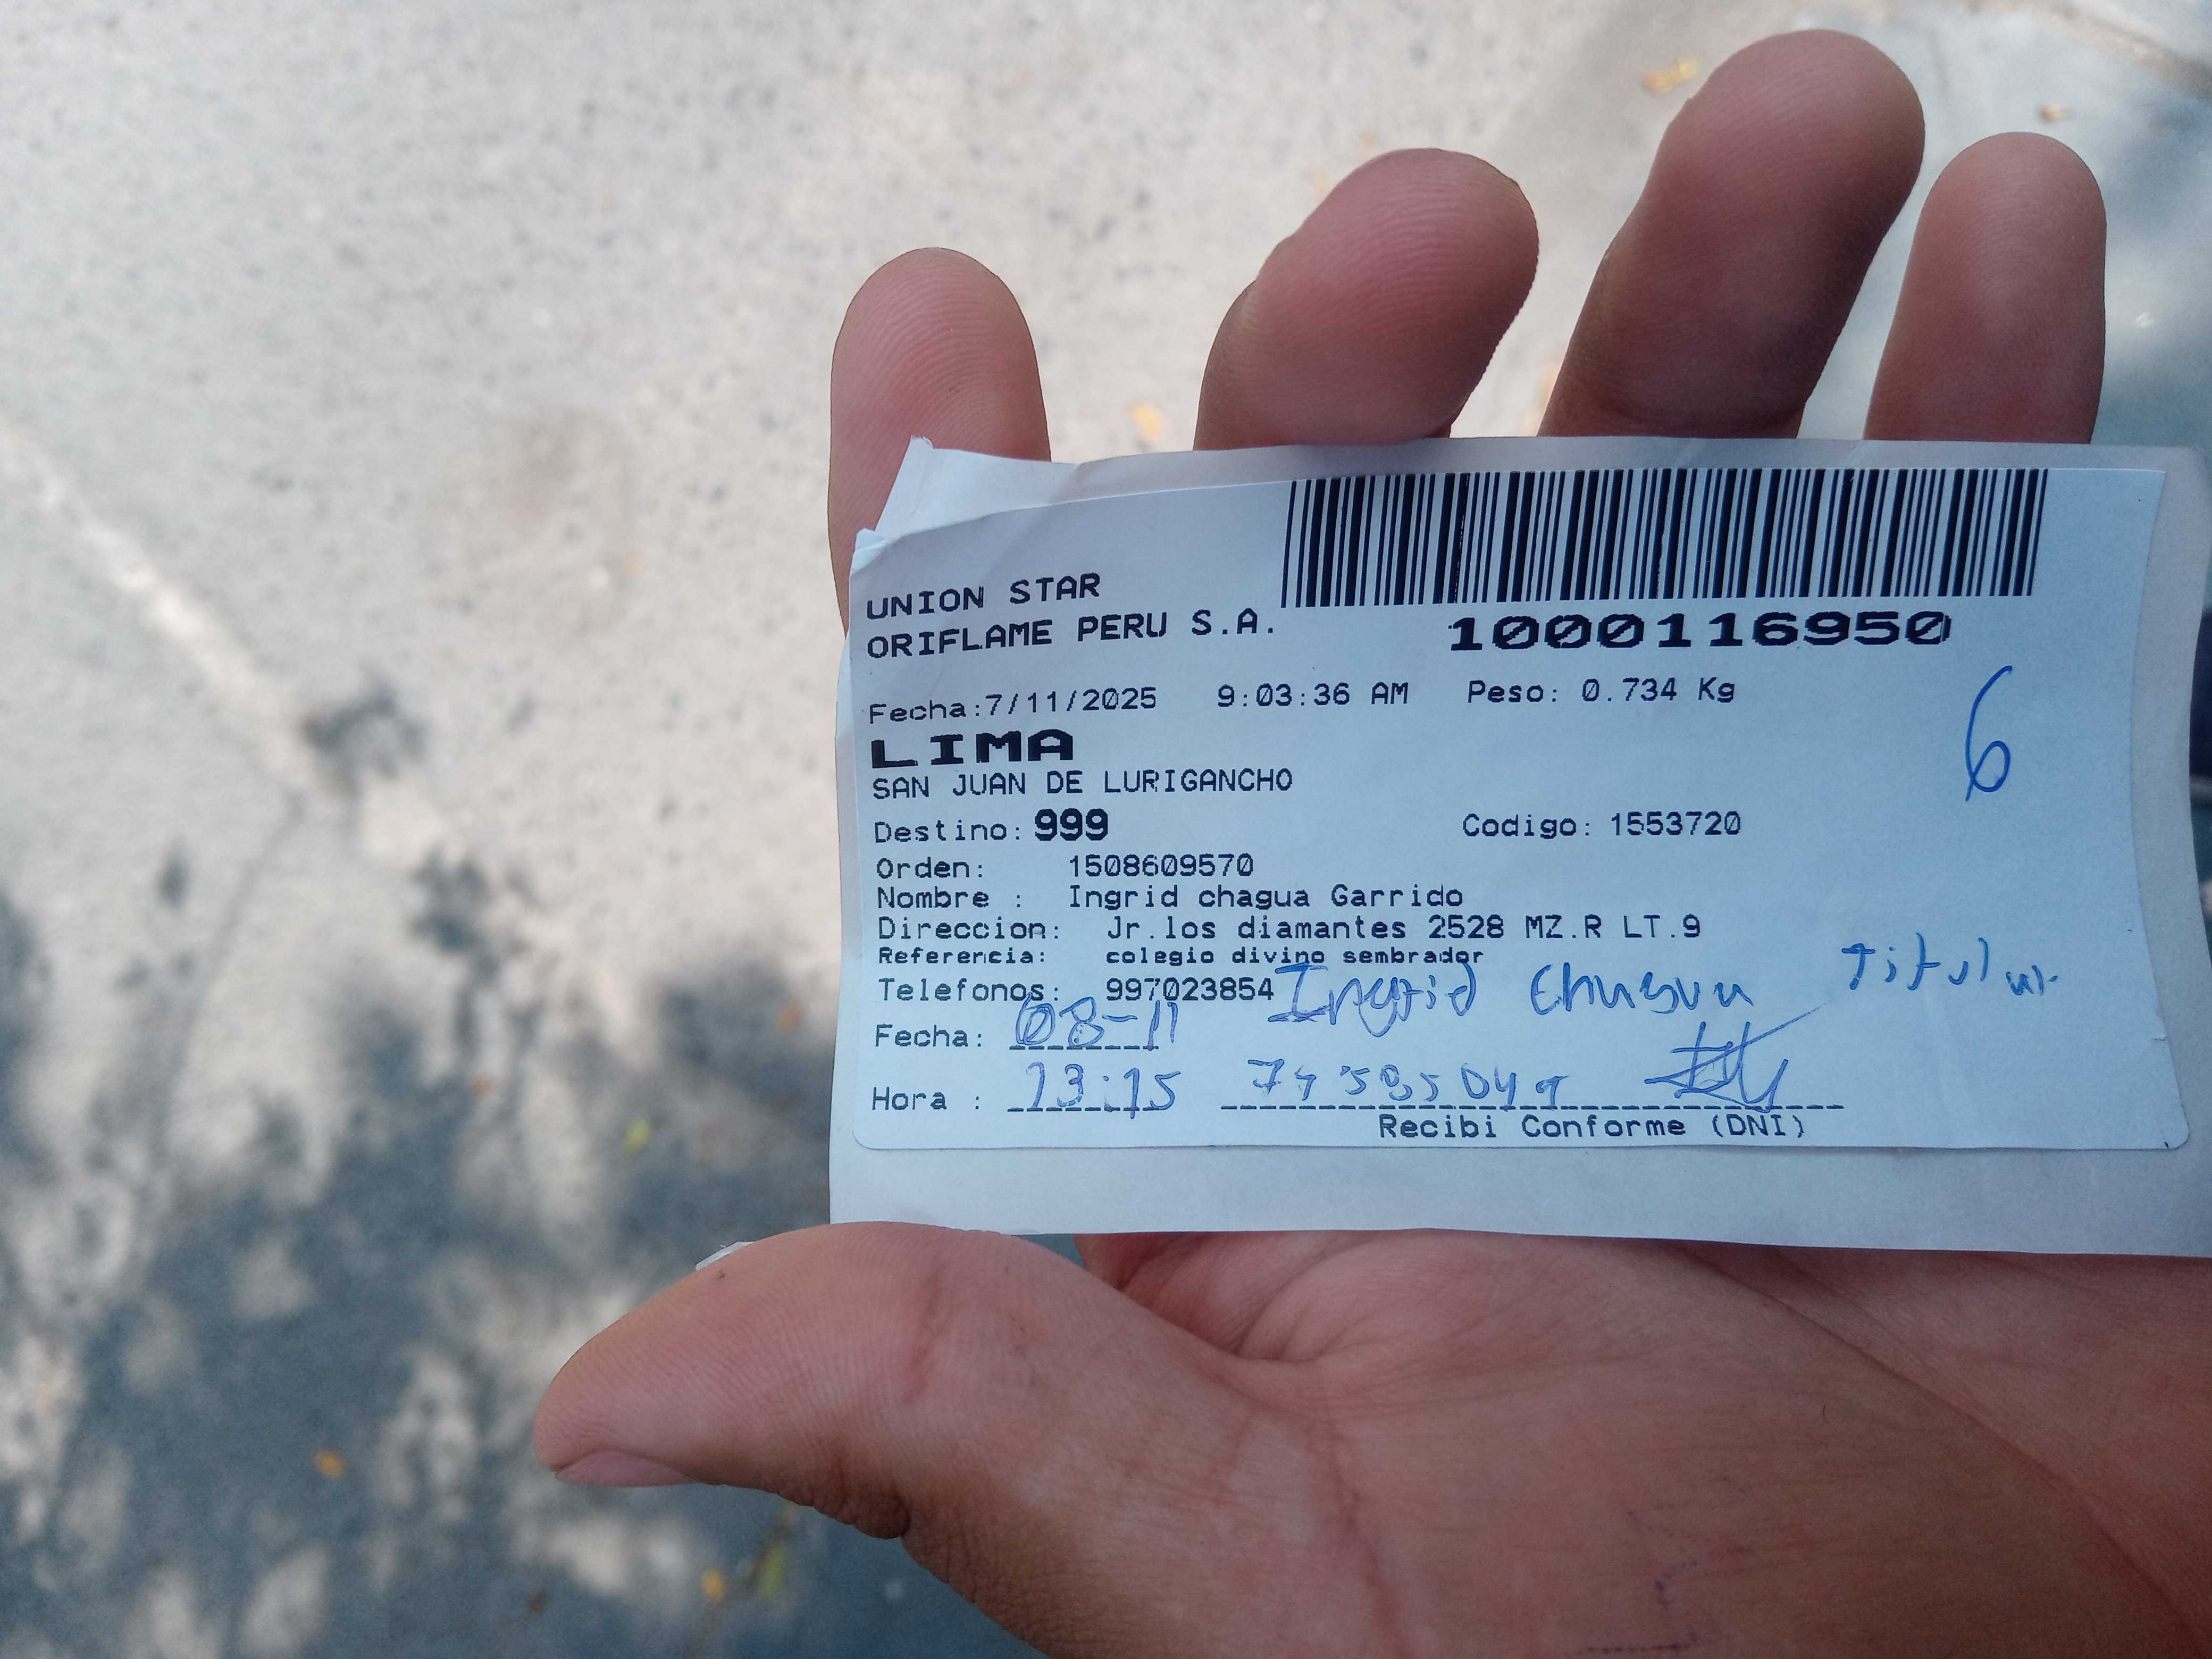 UNION STAR
ORIFLAME PERU S.A.
1000116950
Fecha:7/11/2025 9:03:36 AM Peso: 0.734 Kg
LIMA
6
SAN JUAN DE LURIGANCHO
Destino: 999 Codigo: 1553720
Orden: 1508609570
Nombre : Ingrid chagua Garrido
Direccion: Jr.los diamantes 2528 MZ.R LT.9
Referencia: colegio divino sembrador
Telefonos: 997023854 Ingrid Chagua titular
Fecha: 08-11
Hora : 13:15
Recibi Conforme (DNI)